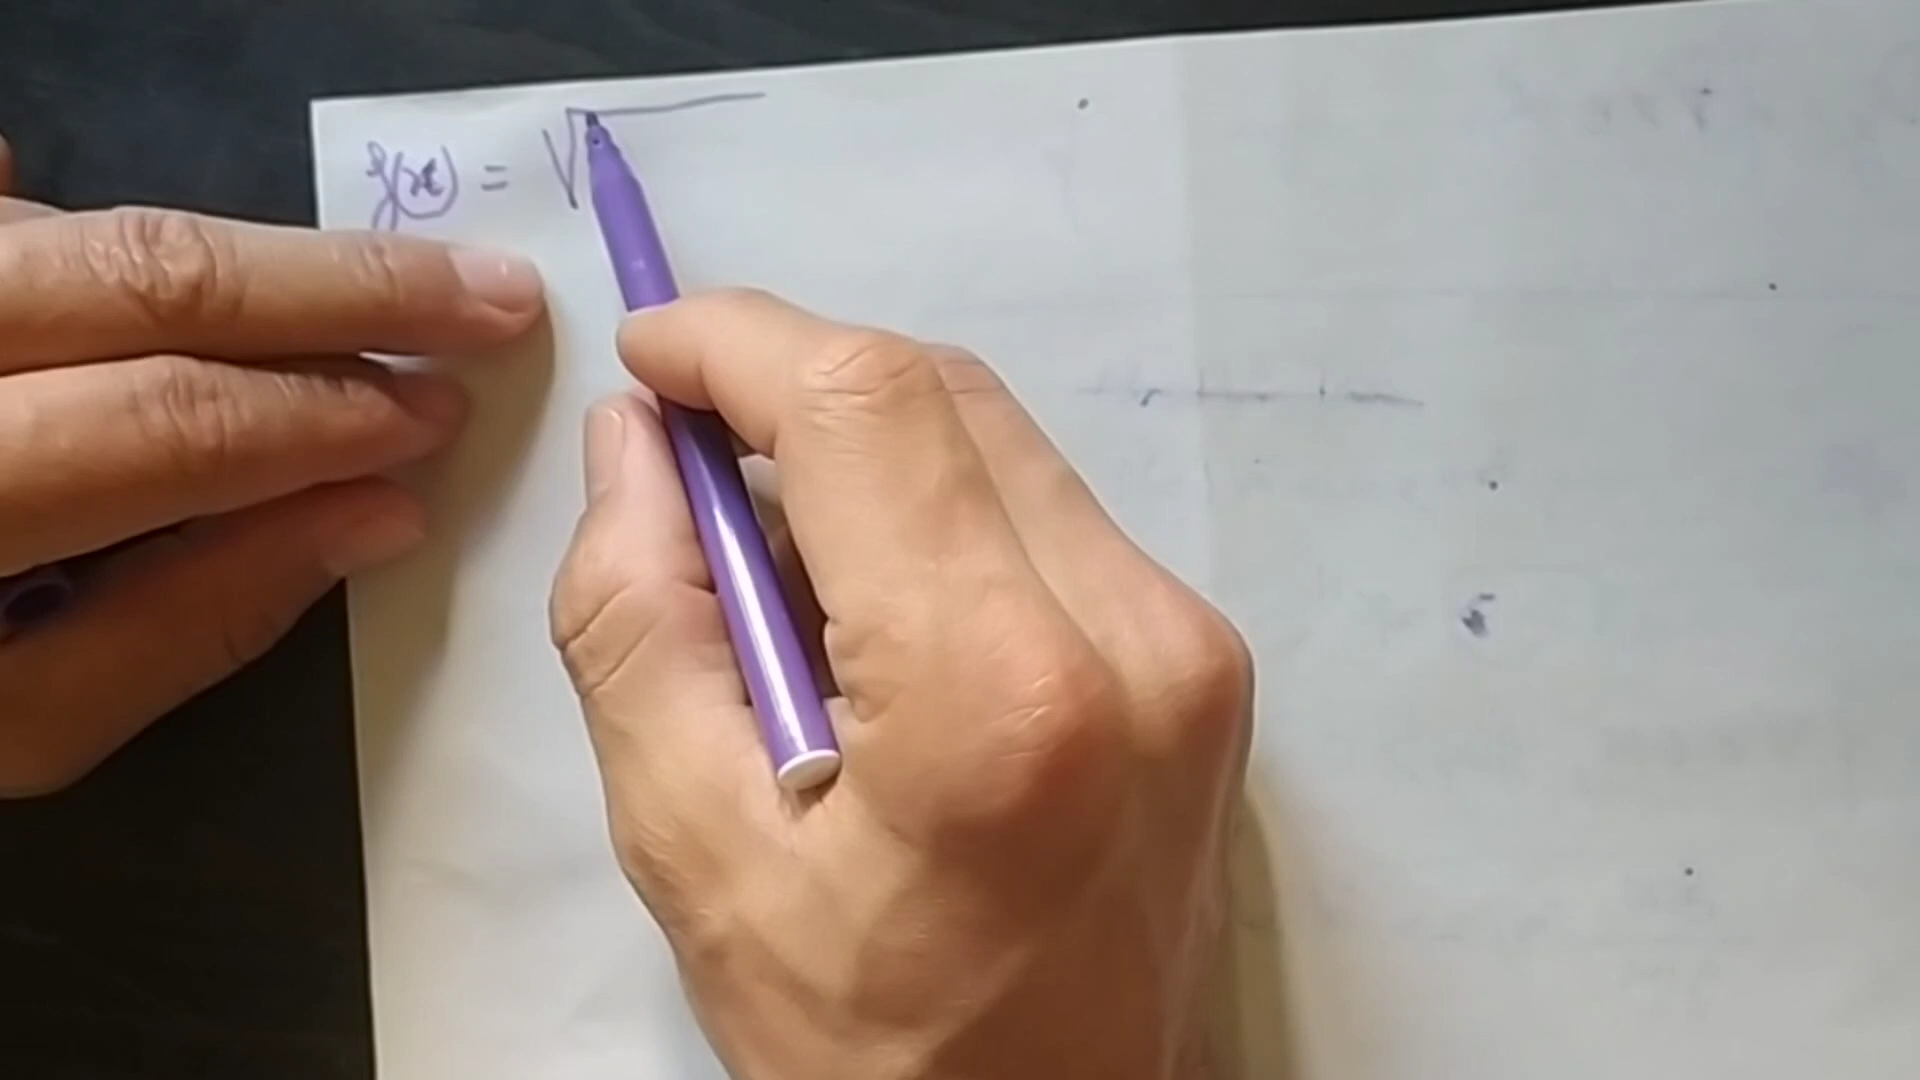 f(x) = √